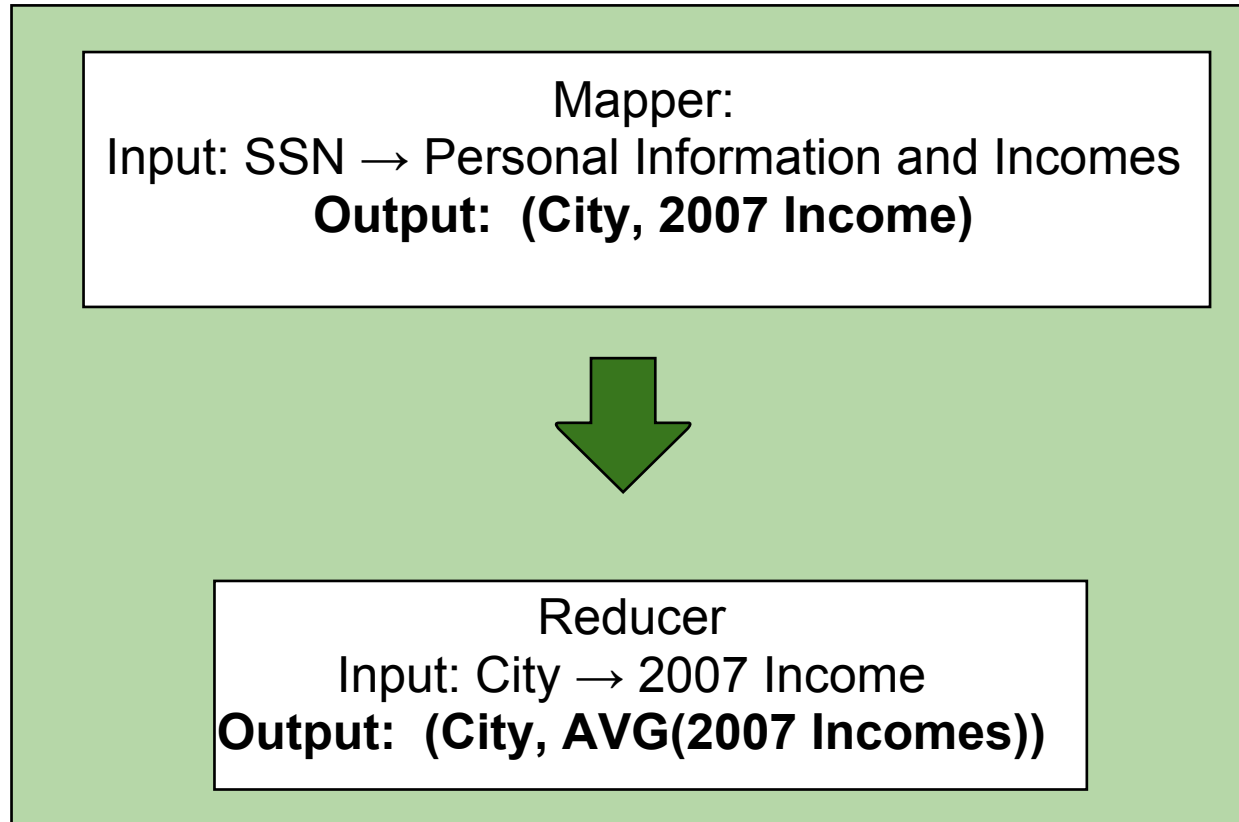 Mapper:
Input: SSN → Personal Information and Incomes
Output:  (City, 2007 Income)
Reducer
Input: City → 2007 Income
Output:  (City, AVG(2007 Incomes))